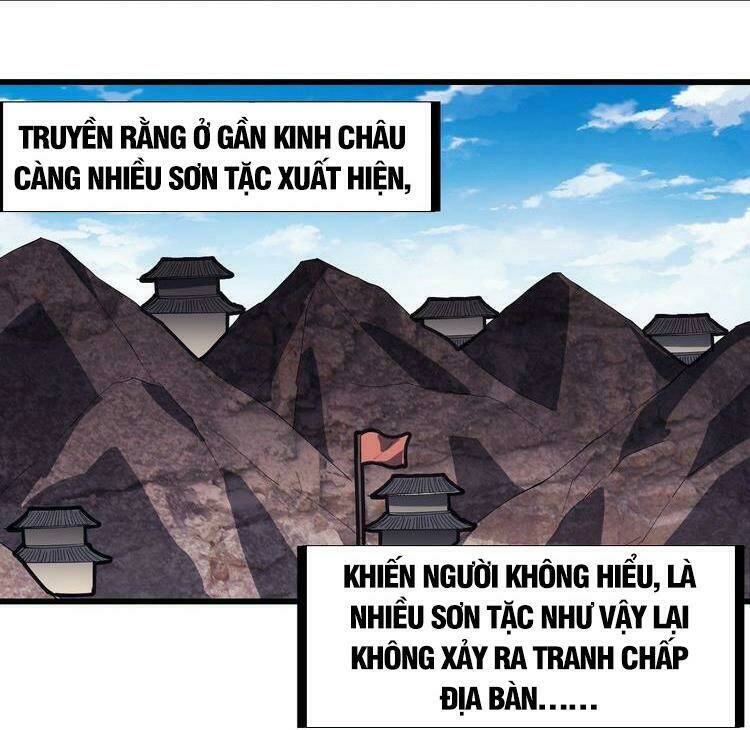 TRUYỀN RẰNG Ở GẦN KINH CHÂU
CÀNG NHIỀU SƠN TẶC XUẤT HIỆN,
KHIẾN NGƯỜI KHÔNG HIỂU, LÀ
NHIỀU SƠN TẶC NHƯ VẬY LẠI
KHÔNG XẢY RA TRANH CHẤP
ĐỊA BÀN......